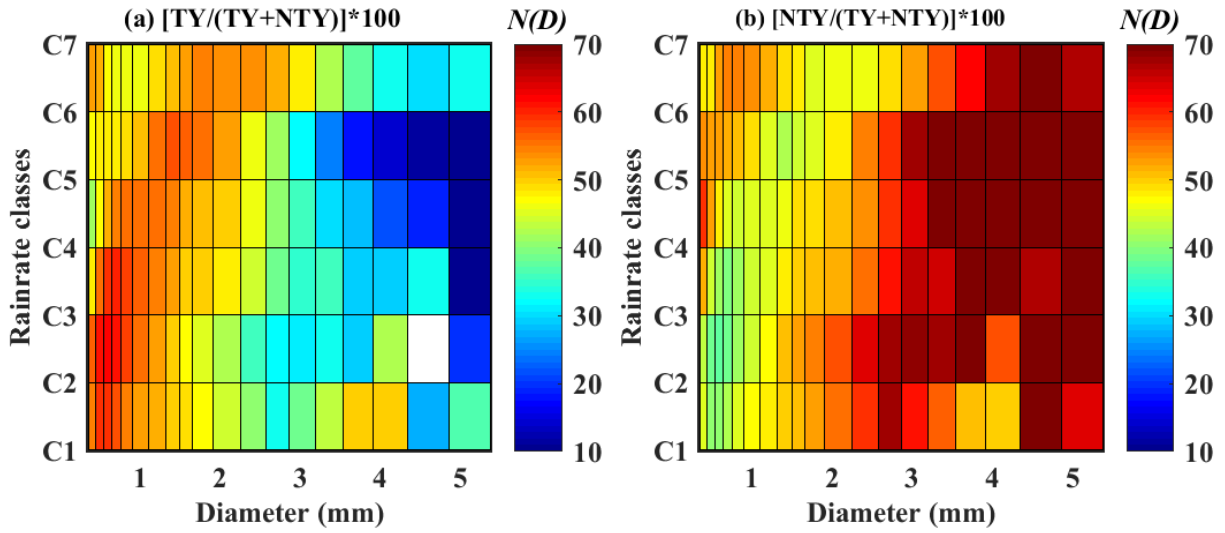 (a) [TY/(TY+NTY)]*100
N(D)
C7
C6
C5
C4
C3
C2
C1
Rainrate classes
1 2 3 4 5
Diameter (mm)
70
60
50
40
30
20
10
(b) [NTY/(TY+NTY)]*100
N(D)
C7
C6
C5
C4
C3
C2
C1
Rainrate classes
1 2 3 4 5
Diameter (mm)
70
60
50
40
30
20
10